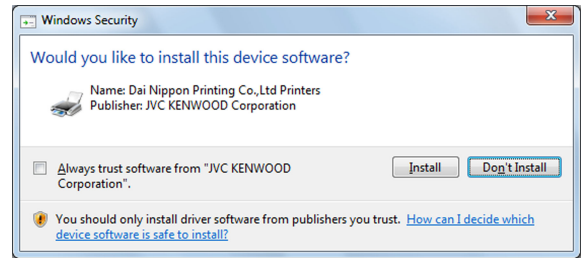 Windows Security
Would you like to install this device software?
Name: Dai Nippon Printing Co.,Ltd Printers
Publisher: JVC KENWOOD Corporation
Always trust software from "JVC KENWOOD
Corporation".
Install
Don't Install
You should only install driver software from publishers you trust. How can I decide which
device software is safe to install?